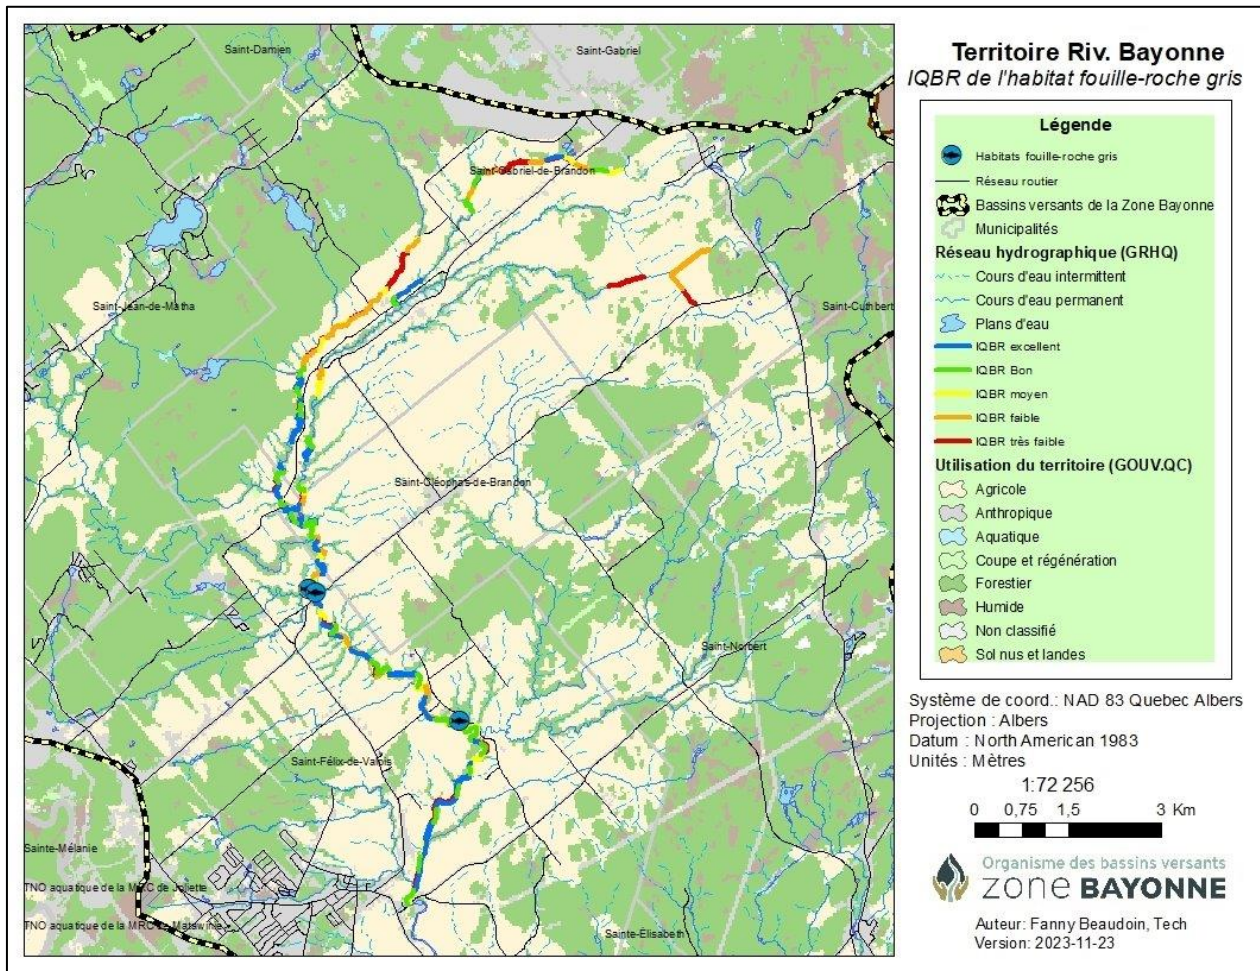 Saint-Damien
Saint-Gabriel
Saint-Gabriel-de-Brandon
Saint-Jean-de-Matha
Saint-Cuthbert
Saint-Cléophas-de-Brandon
Saint-Norbert
Saint-Félix-de-Valois
Sainte-Mélanie
TNO aquatique de la MRC de Joliette
TNO aquatique de la MRC de Matawinie
Sainte-Élisabeth
Territoire Riv. Bayonne
IQBR de l'habitat fouille-roche gris
Légende
Habitats fouille-roche gris
Réseau routier
Bassins versants de la Zone Bayonne
Municipalités
Réseau hydrographique (GRHQ)
Cours d'eau intermittent
Cours d'eau permanent
Plans d'eau
IQBR excellent
IQBR Bon
IQBR moyen
IQBR faible
IQBR très faible
Utilisation du territoire (GOUV.QC)
Agricole
Anthropique
Aquatique
Coupe et régénération
Forestier
Humide
Non classifié
Sol nus et landes
Système de coord.: NAD 83 Quebec Albers
Projection : Albers
Datum : North American 1983
Unités : Mètres
1:72 256
0 0,75 1,5 3 Km
Organisme des bassins versants
ZONE BAYONNE
Auteur: Fanny Beaudoin, Tech
Version: 2023-11-23